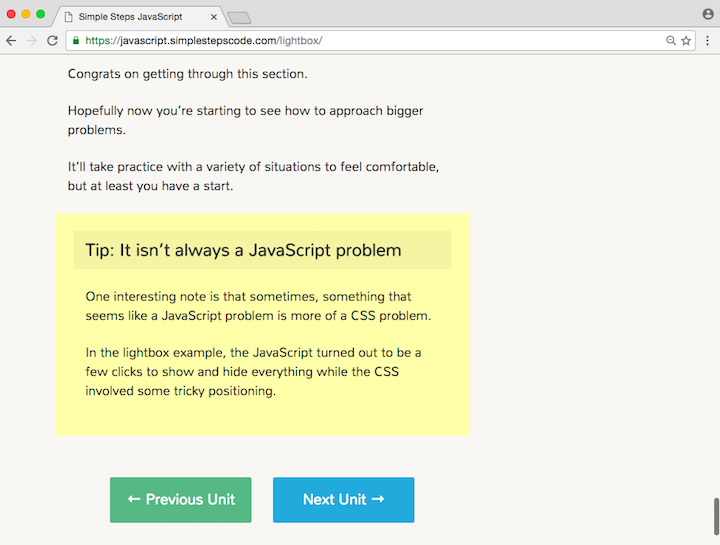 Simple Steps JavaScript
https://javascript.simplestepscode.com/lightbox/
Congrats on getting through this section.
Hopefully now you’re starting to see how to approach bigger
problems.
It’ll take practice with a variety of situations to feel comfortable,
but at least you have a start.
Tip: It isn’t always a JavaScript problem
One interesting note is that sometimes, something that
seems like a JavaScript problem is more of a CSS problem.
In the lightbox example, the JavaScript turned out to be a
few clicks to show and hide everything while the CSS
involved some tricky positioning.
← Previous Unit
Next Unit →